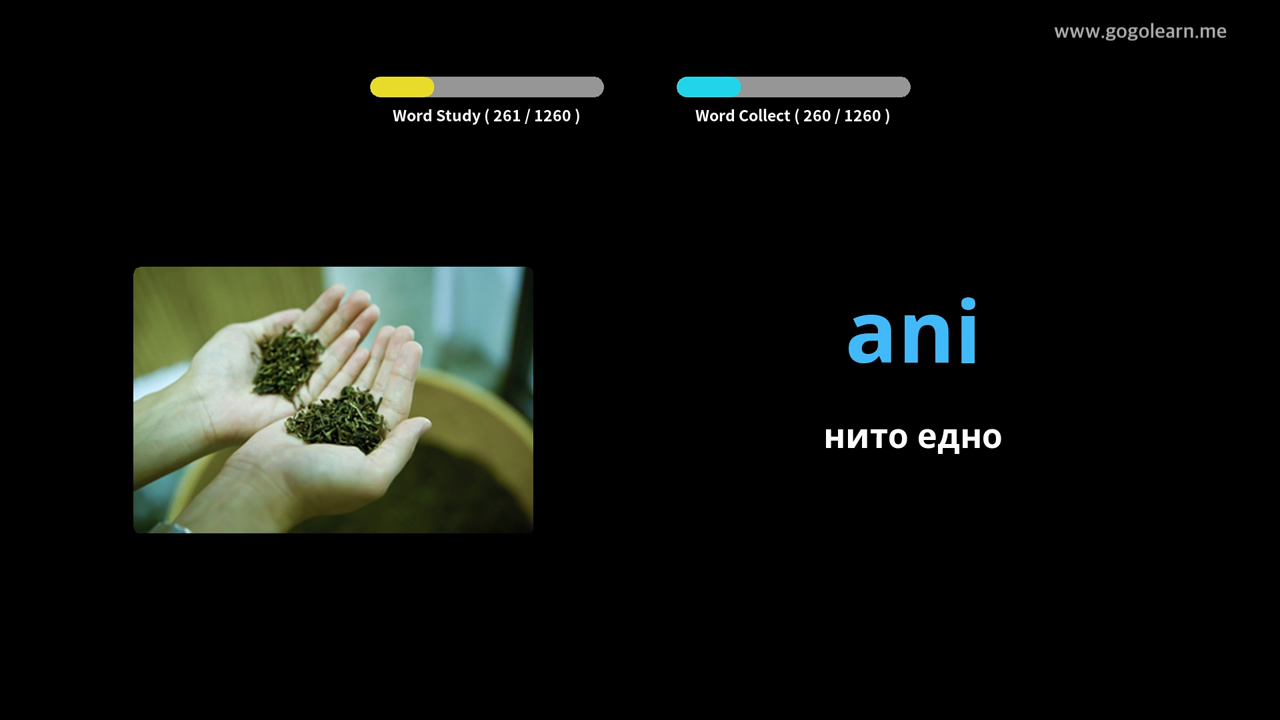 www.gogolearn.me
Word Study ( 261 / 1260 )
Word Collect ( 260 / 1260 )
ani
нито едно